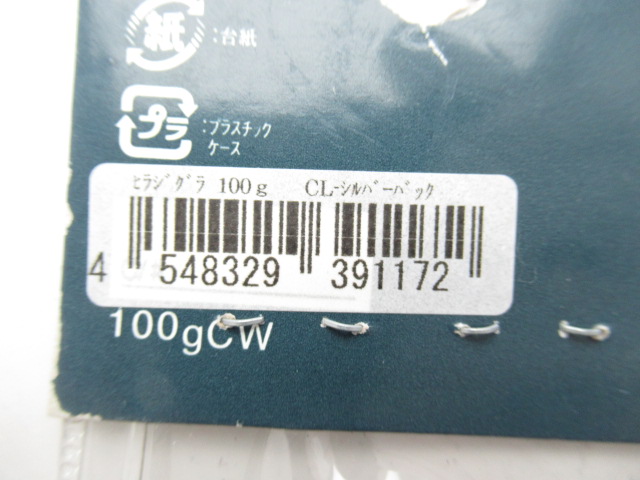 紙
:台紙
プラ
:プラスチック
ケース
ﾋﾗｼﾞｸﾞﾗ 100g CL-ｼﾙﾊﾞｰﾊﾞｯｸ
4 548329 391172
100gCW